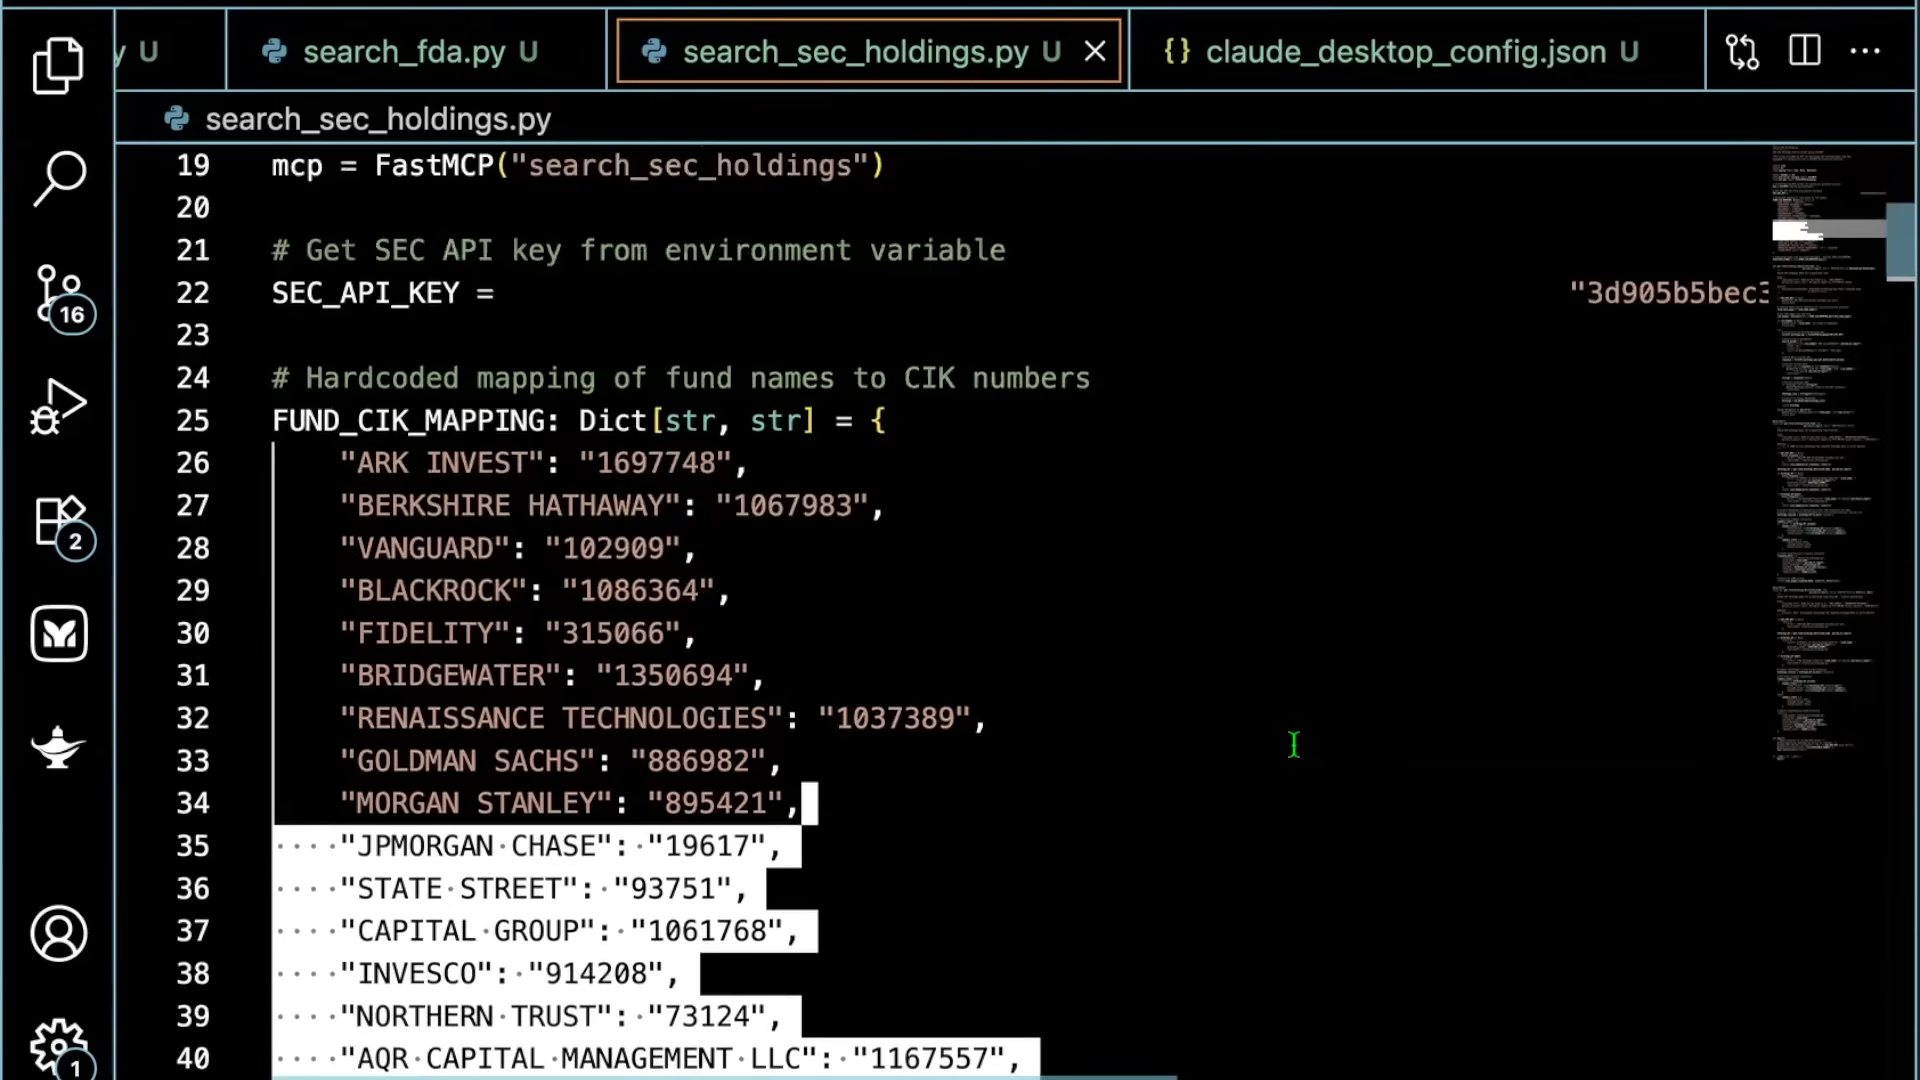 y U
search_fda.py U
search_sec_holdings.py U
{} claude_desktop_config.json U
search_sec_holdings.py
19 mcp = FastMCP("search_sec_holdings")
20
21 # Get SEC API key from environment variable
22 SEC_API_KEY = "3d905b5bec3
23
24 # Hardcoded mapping of fund names to CIK numbers
25 FUND_CIK_MAPPING: Dict[str, str] = {
26 "ARK INVEST": "1697748",
27 "BERKSHIRE HATHAWAY": "1067983",
28 "VANGUARD": "102909",
29 "BLACKROCK": "1086364",
30 "FIDELITY": "315066",
31 "BRIDGEWATER": "1350694",
32 "RENAISSANCE TECHNOLOGIES": "1037389",
33 "GOLDMAN SACHS": "886982",
34 "MORGAN STANLEY": "895421",
35 "JPMORGAN CHASE": "19617",
36 "STATE STREET": "93751",
37 "CAPITAL GROUP": "1061768",
38 "INVESCO": "914208",
39 "NORTHERN TRUST": "73124",
40 "AQR CAPITAL MANAGEMENT LLC": "1167557",
16
2
1